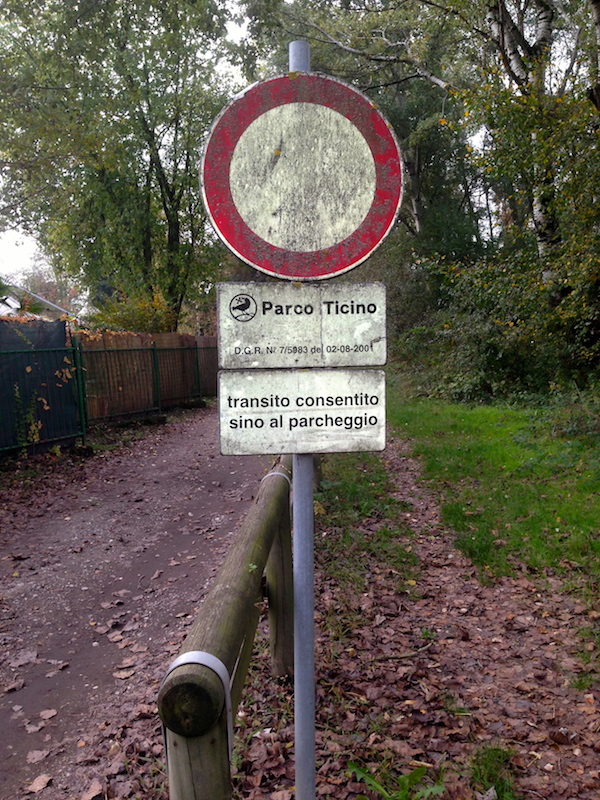 Parco Ticino
D.G.R. N° 7/5983 del 02-08-2001
transito consentito
sino al parcheggio